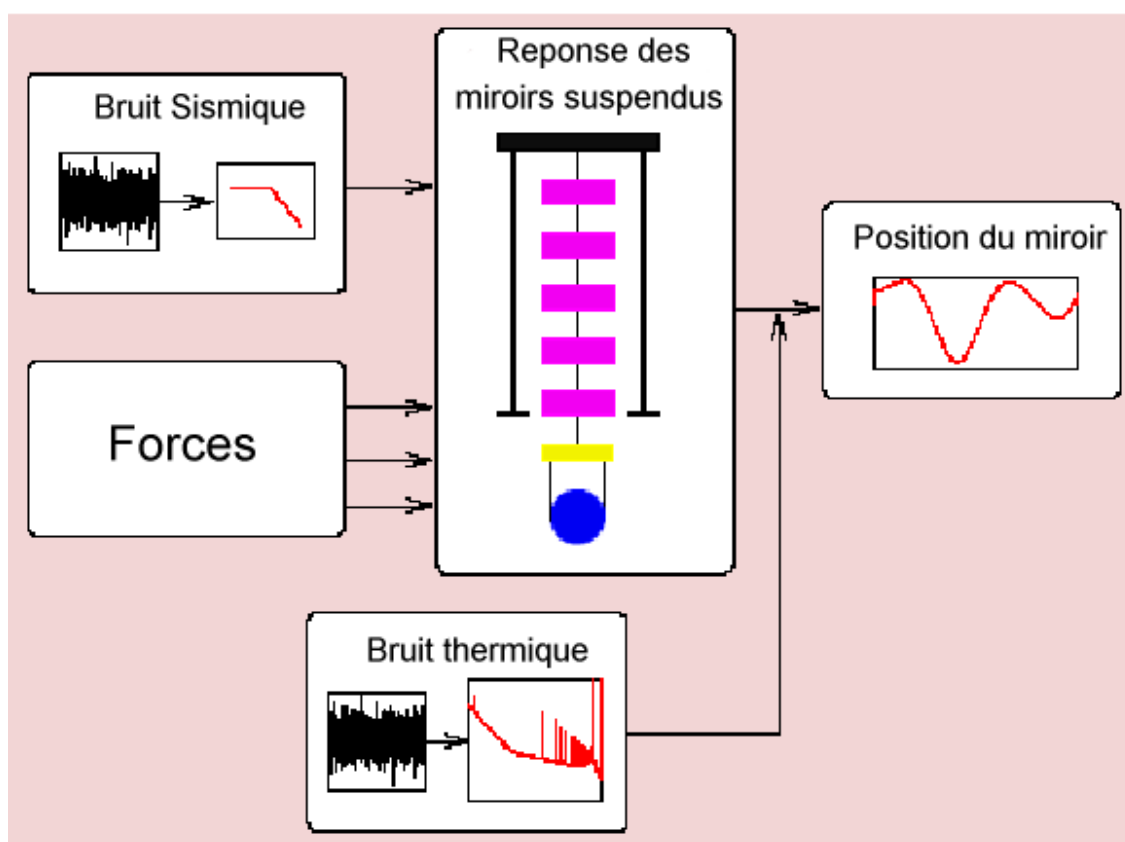 Reponse des
miroirs suspendus
Bruit Sismique
Position du miroir
Forces
Bruit thermique